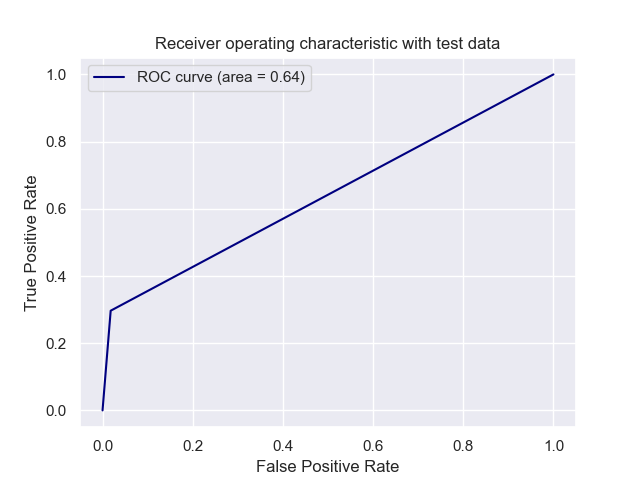 Receiver operating characteristic with test data
ROC curve (area = 0.64)
True Positive Rate
1.0
0.8
0.6
0.4
0.2
0.0
0.0 0.2 0.4 0.6 0.8 1.0
False Positive Rate